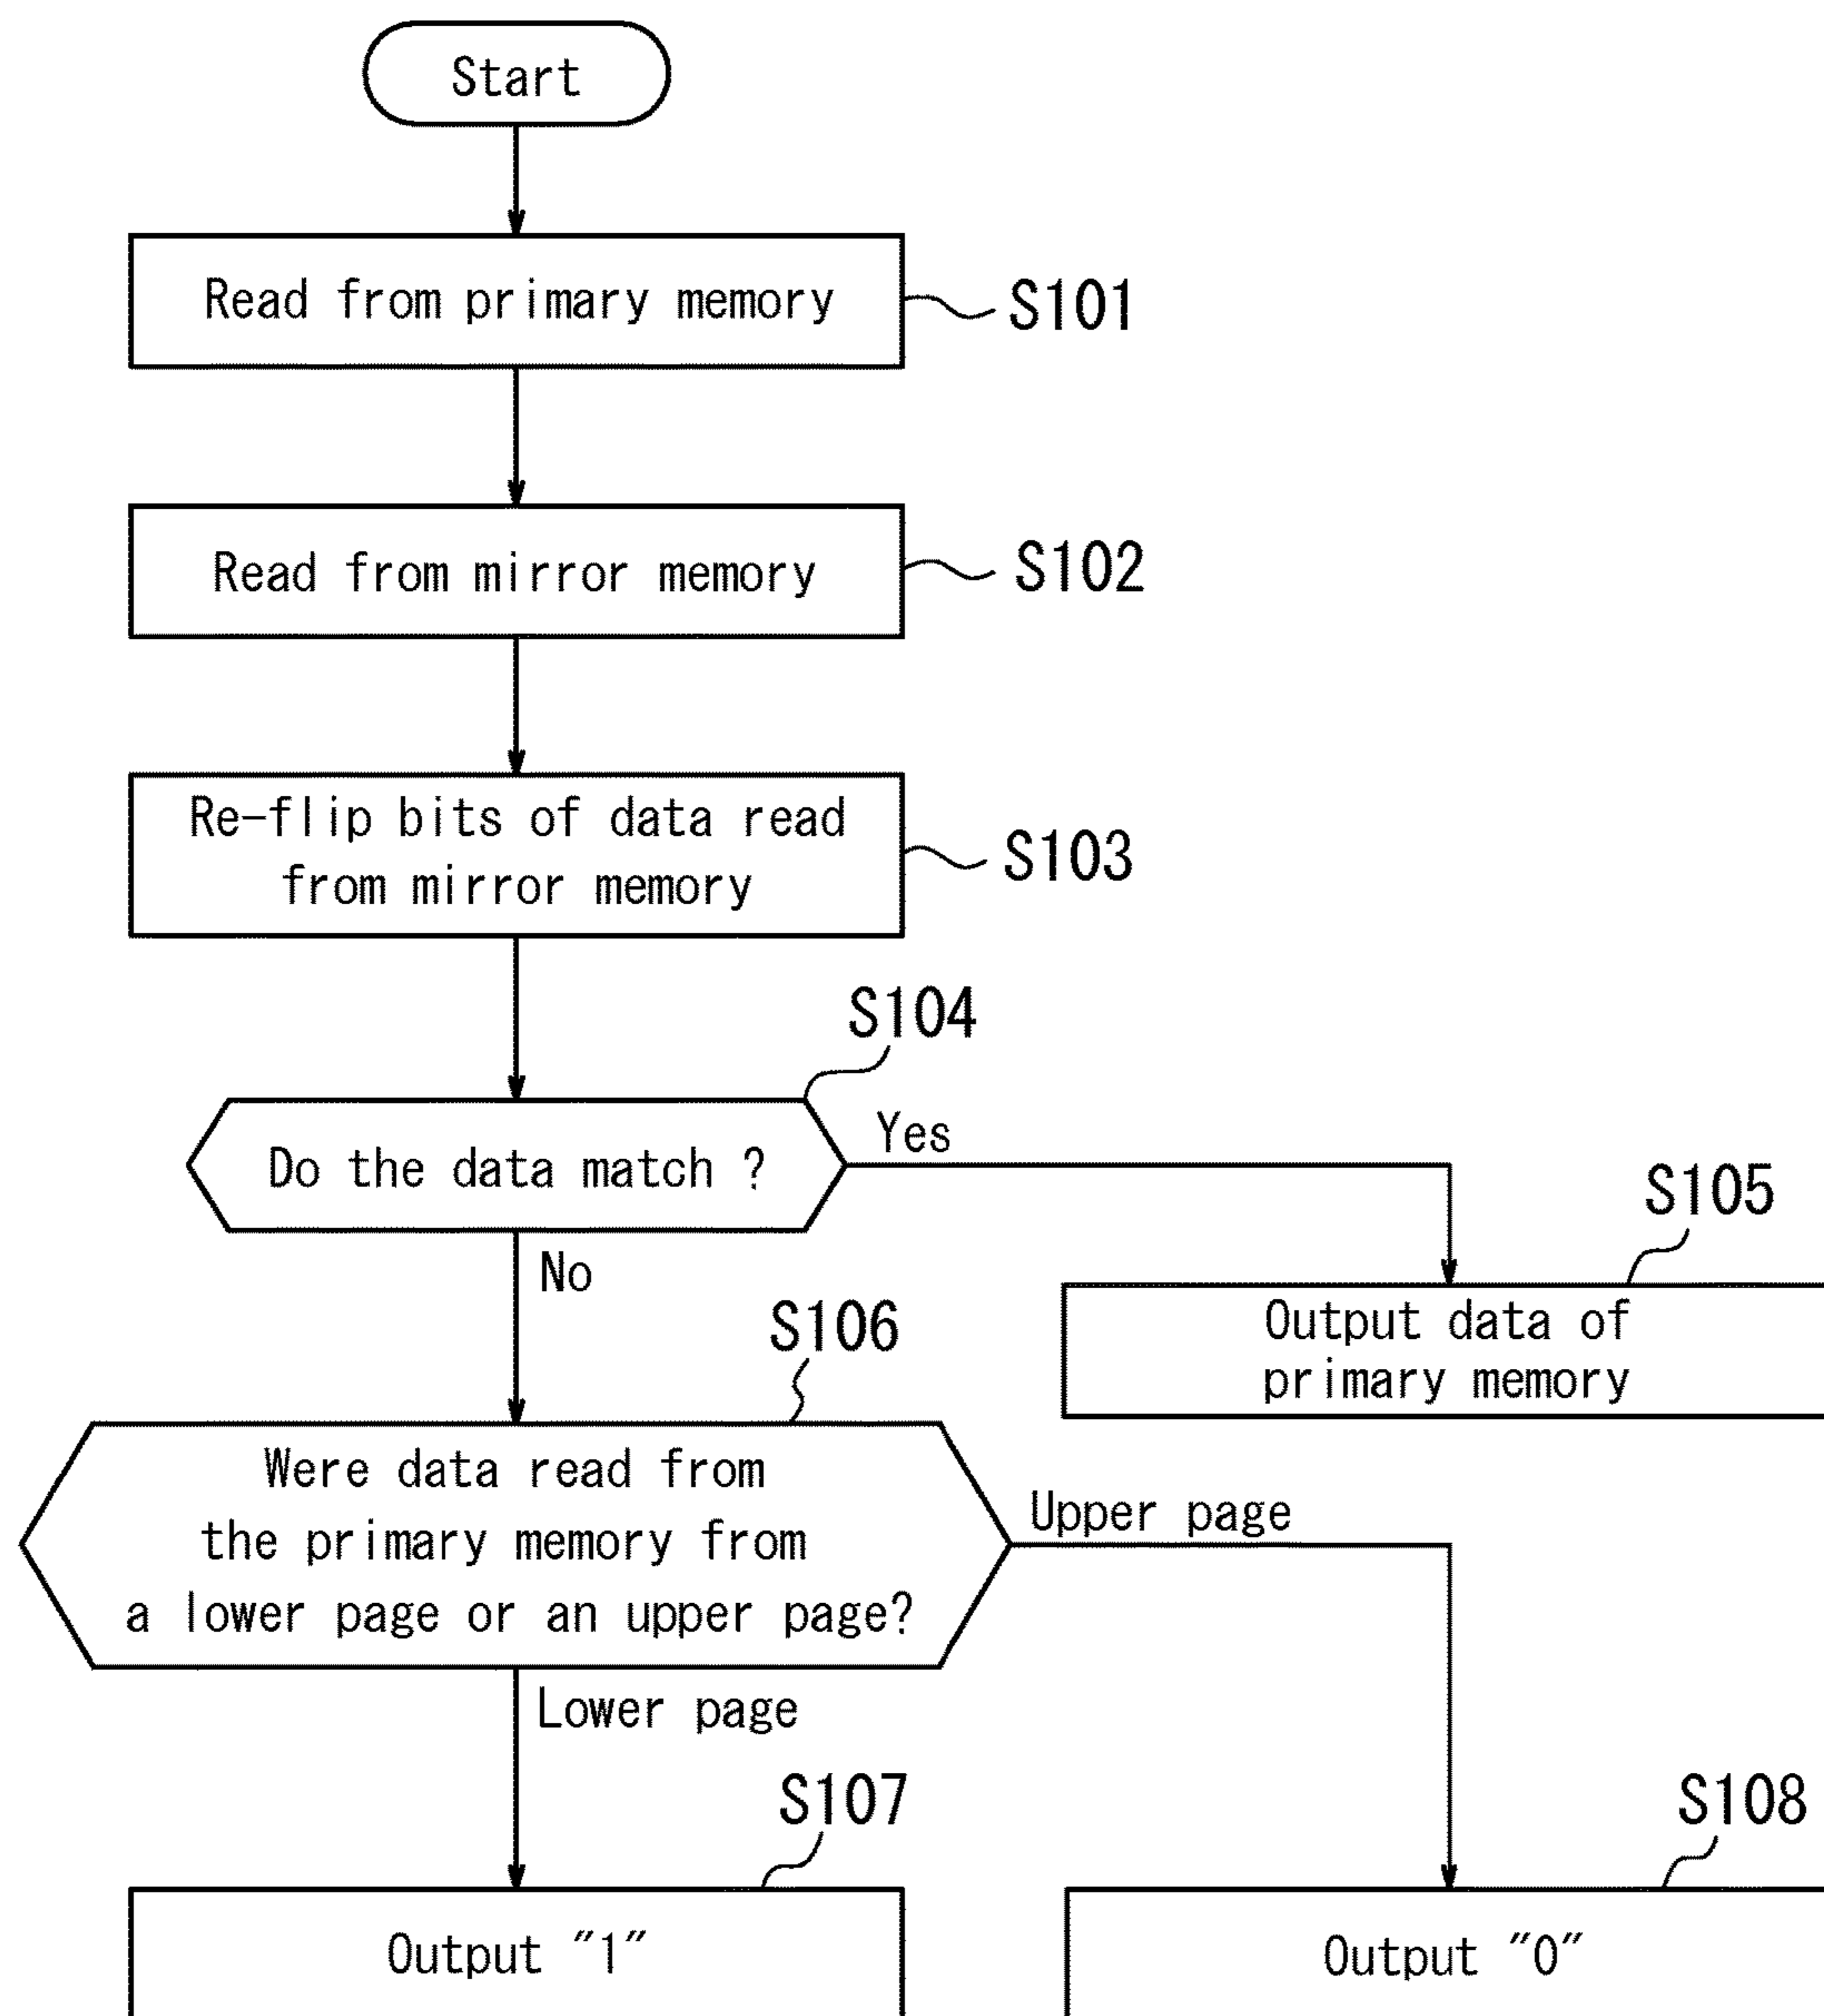 Start
Read from primary memory
S101
Read from mirror memory
S102
Re-flip bits of data read
from mirror memory
S103
S104
Do the data match ?
Yes
No
S105
Output data of
primary memory
S106
Were data read from
the primary memory from
a lower page or an upper page?
Upper page
Lower page
S107
Output "1"
S108
Output "0"